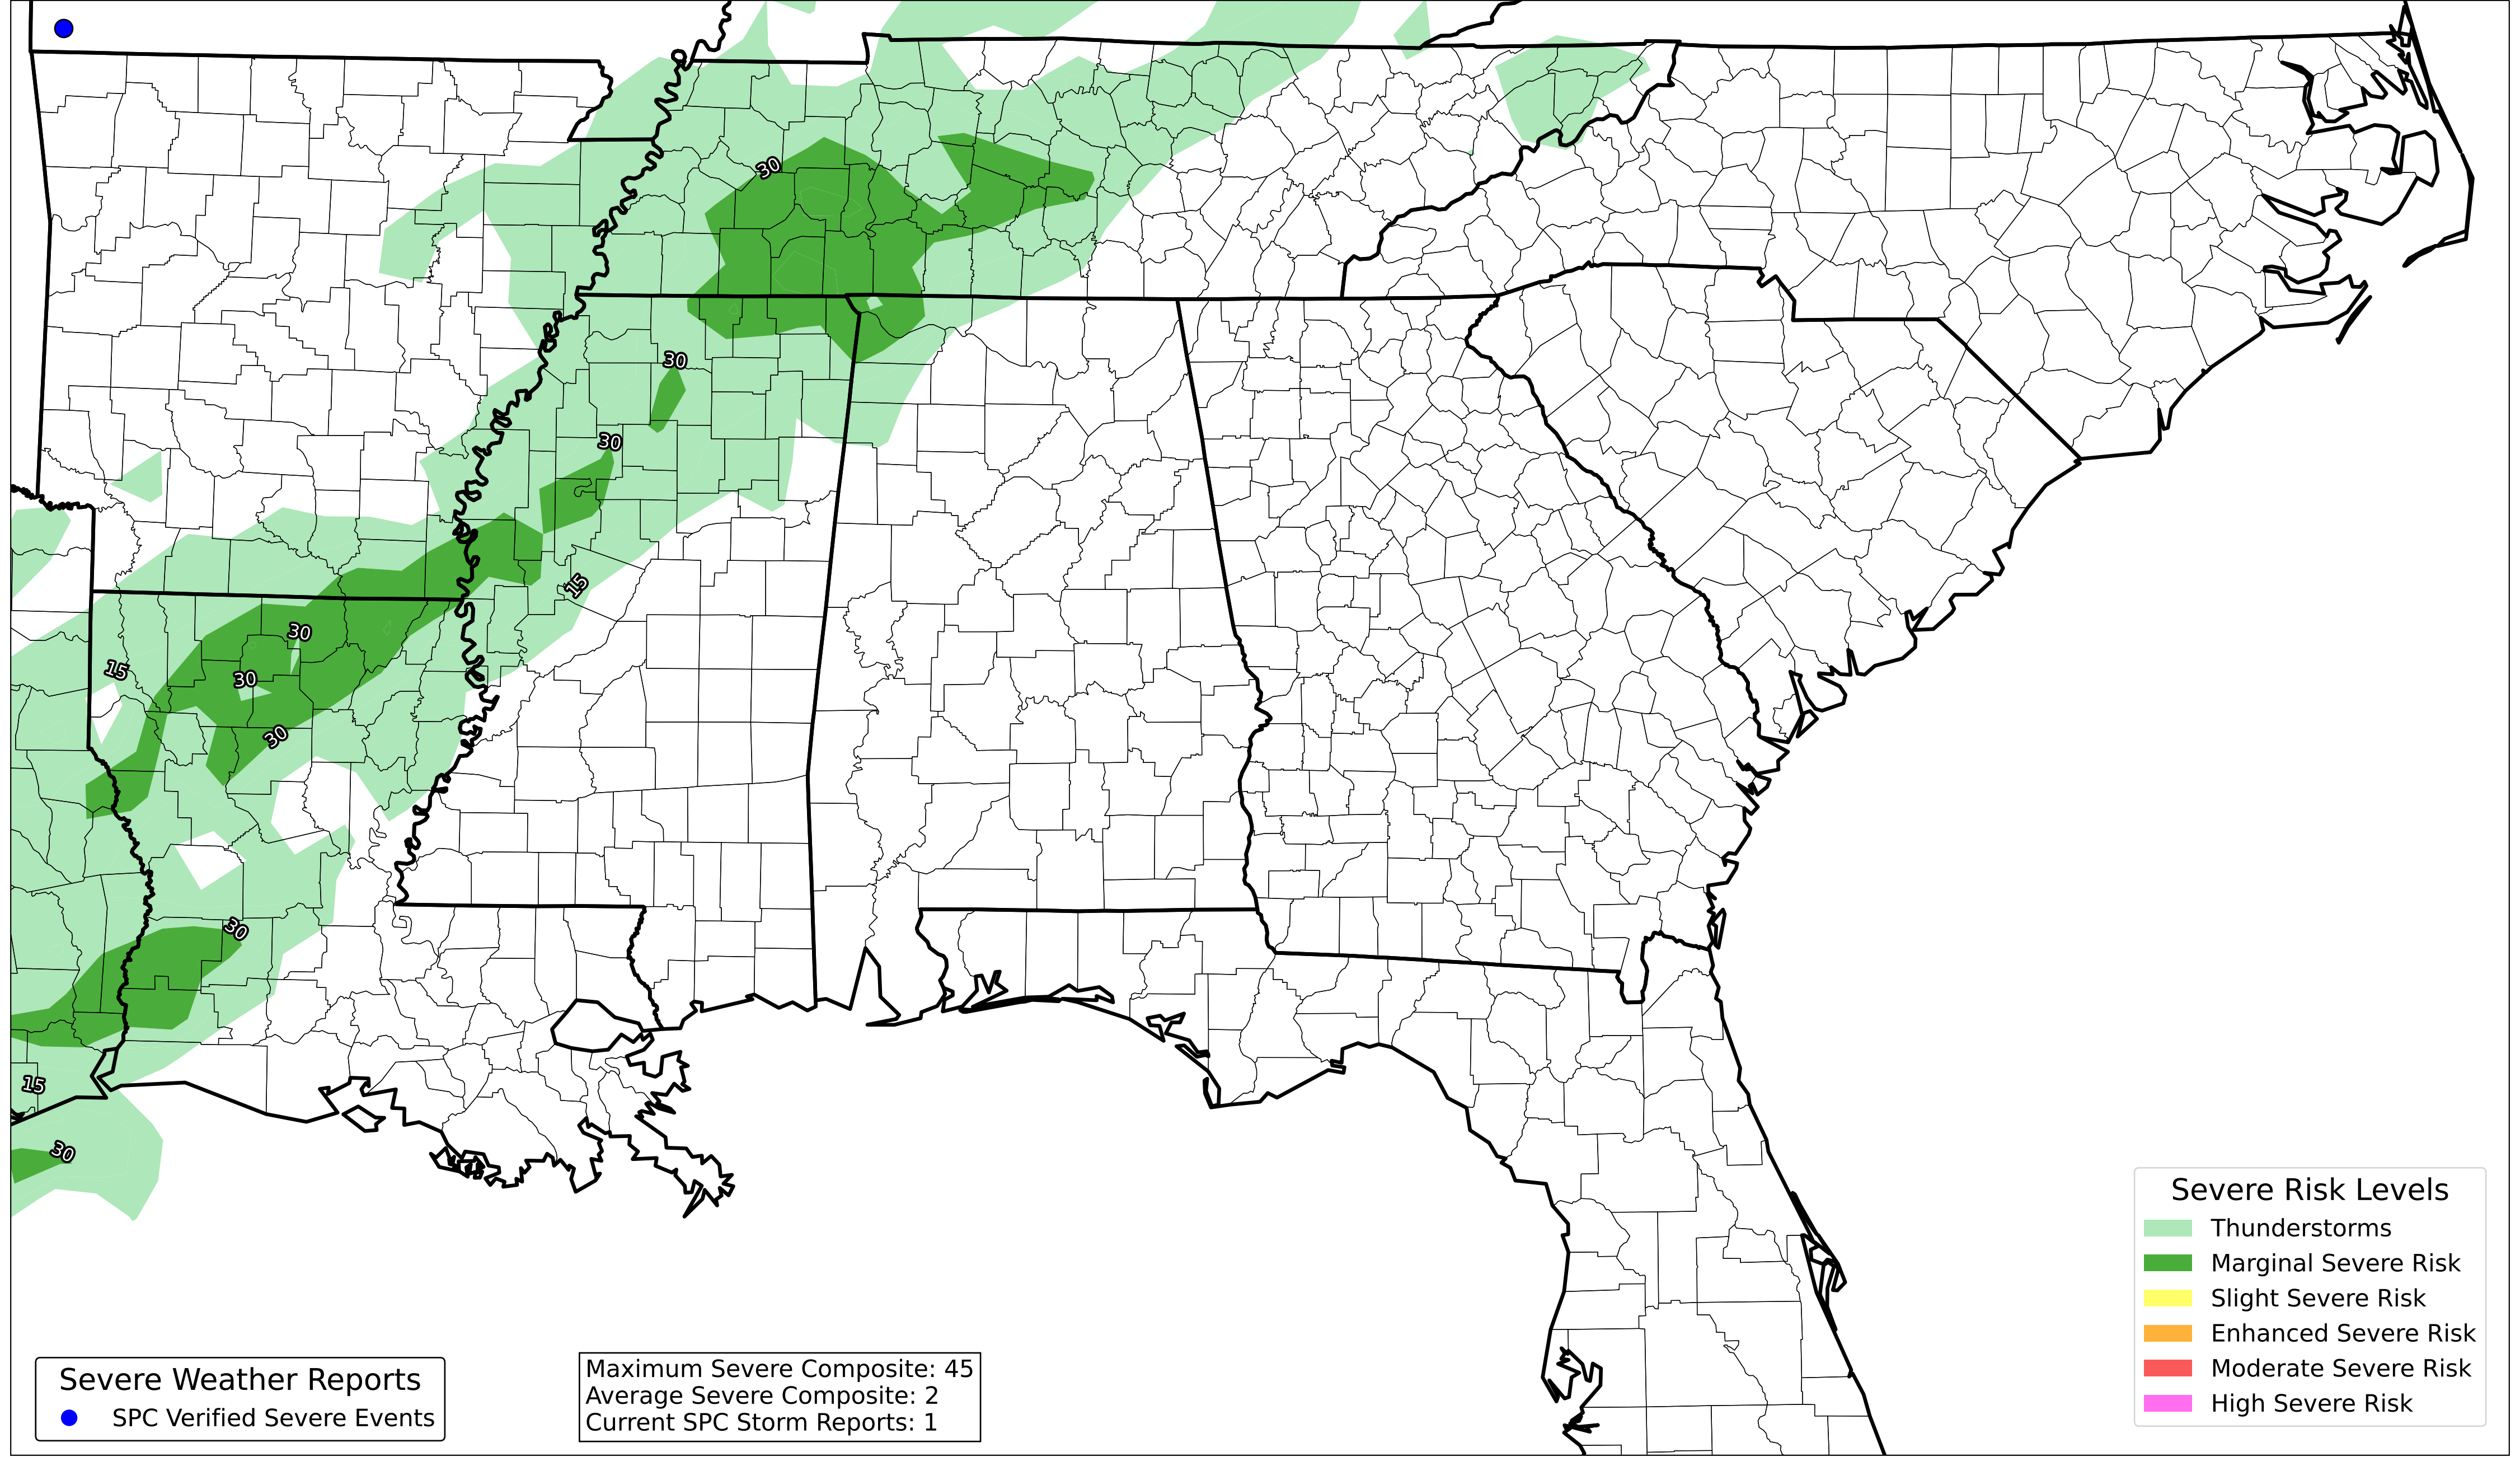 30
30
30
15
30
15
30
30
30
15
30
Severe Risk Levels
Thunderstorms
Marginal Severe Risk
Slight Severe Risk
Enhanced Severe Risk
Moderate Severe Risk
High Severe Risk
Severe Weather Reports
SPC Verified Severe Events
Maximum Severe Composite: 45
Average Severe Composite: 2
Current SPC Storm Reports: 1